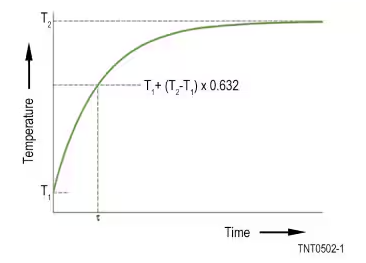 T₂
T₁+ (T₂-T₁) x 0.632
Temperature
T₁
τ
Time
TNT0502-1